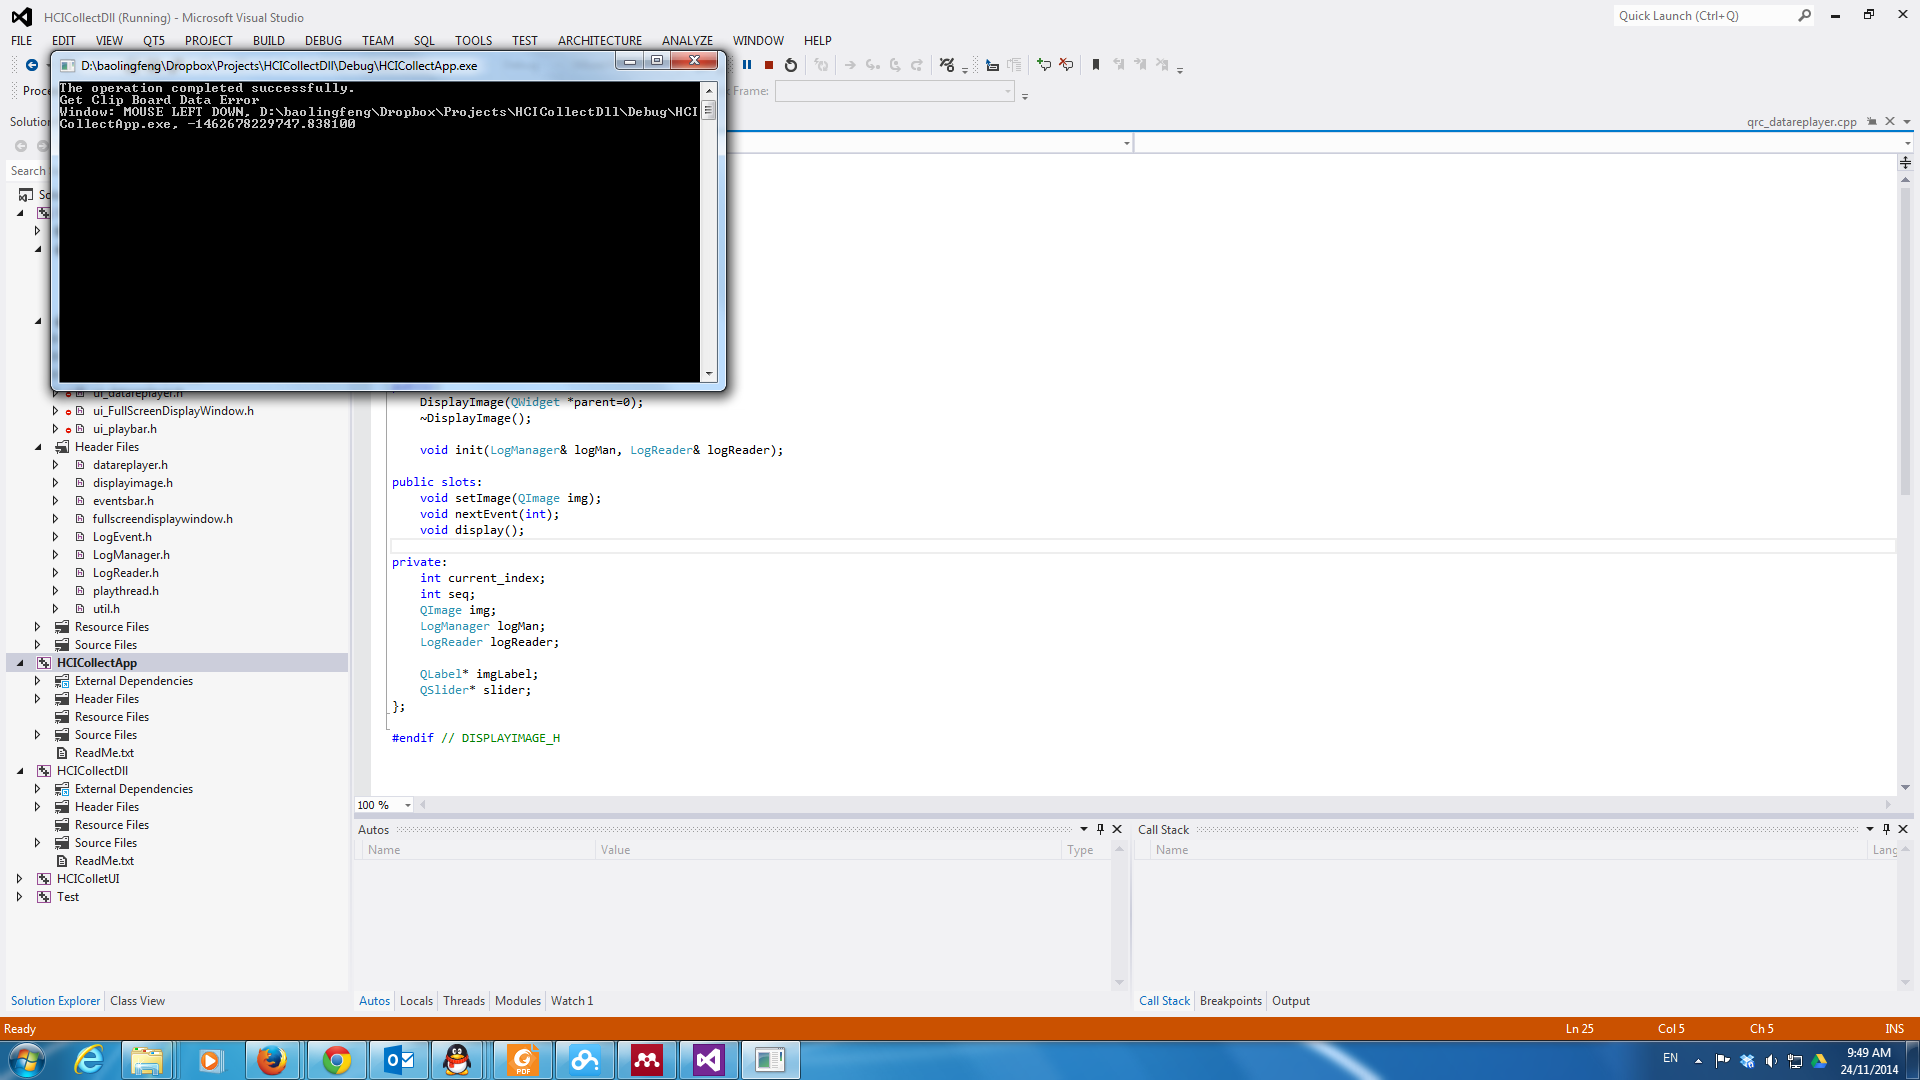 HCICollectDll (Running) - Microsoft Visual Studio
Quick Launch (Ctrl+Q)
FILE EDIT VIEW QT5 PROJECT BUILD DEBUG TEAM SQL TOOLS TEST ARCHITECTURE ANALYZE WINDOW HELP
D:\baolingfeng\Dropbox\Projects\HCICollectDll\Debug\HCICollectApp.exe
The operation completed successfully.
Get Clip Board Data Error
Window: MOUSE LEFT DOWN, D:\baolingfeng\Dropbox\Projects\HCICollectDll\Debug\HCI
CollectApp.exe, -1462678229747.838100
Proce
Frame:
Solution
qrc_datareplayer.cpp
Search
So
ui_datareplayer.h
ui_FullScreenDisplayWindow.h
ui_playbar.h
Header Files
datareplayer.h
displayimage.h
eventsbar.h
fullscreendisplaywindow.h
LogEvent.h
LogManager.h
LogReader.h
playthread.h
util.h
Resource Files
Source Files
HCICollectApp
External Dependencies
Header Files
Resource Files
Source Files
ReadMe.txt
HCICollectDll
External Dependencies
Header Files
Resource Files
Source Files
ReadMe.txt
HCIColletUI
Test
Solution Explorer Class View
DisplayImage(QWidget *parent=0);
~DisplayImage();
void init(LogManager& logMan, LogReader& logReader);
public slots:
void setImage(QImage img);
void nextEvent(int);
void display();
private:
int current_index;
int seq;
QImage img;
LogManager logMan;
LogReader logReader;
QLabel* imgLabel;
QSlider* slider;
};
#endif // DISPLAYIMAGE_H
100 %
Autos
Name Value Type
Autos Locals Threads Modules Watch 1
Call Stack
Name Lang
Call Stack Breakpoints Output
Ready
Ln 25 Col 5 Ch 5 INS
PDF
EN
9:49 AM
24/11/2014